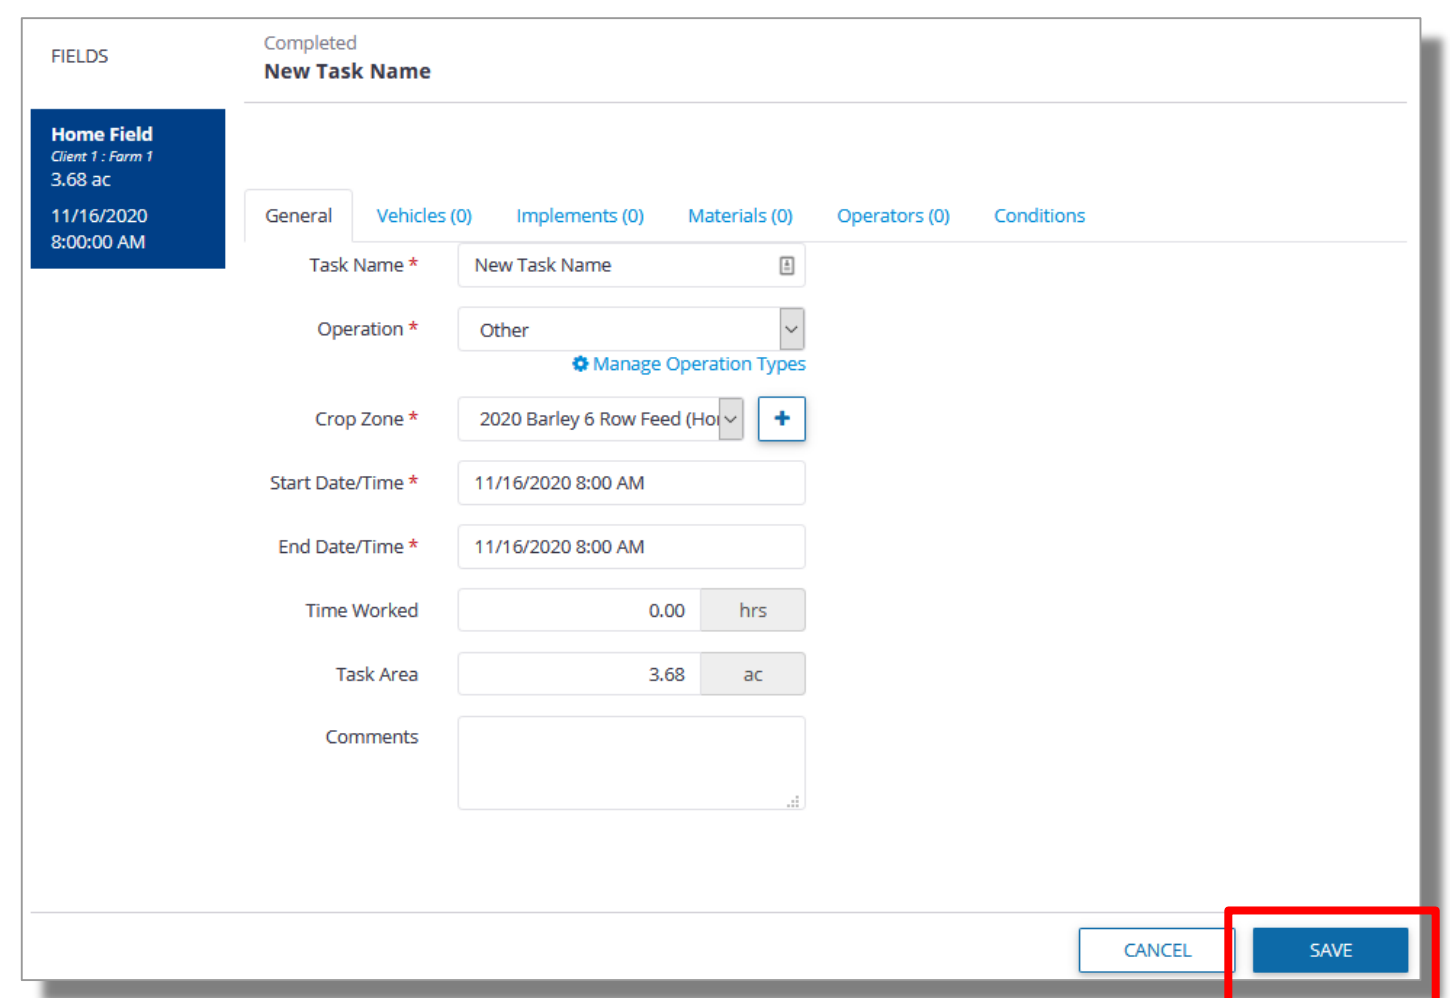 FIELDS
Completed
New Task Name
Home Field
Client 1 : Farm 1
3.68 ac
11/16/2020
8:00:00 AM
General Vehicles (0) Implements (0) Materials (0) Operators (0) Conditions
Task Name * New Task Name
Operation * Other
Manage Operation Types
Crop Zone * 2020 Barley 6 Row Feed (Ho +
Start Date/Time * 11/16/2020 8:00 AM
End Date/Time * 11/16/2020 8:00 AM
Time Worked 0.00 hrs
Task Area 3.68 ac
Comments
CANCEL SAVE